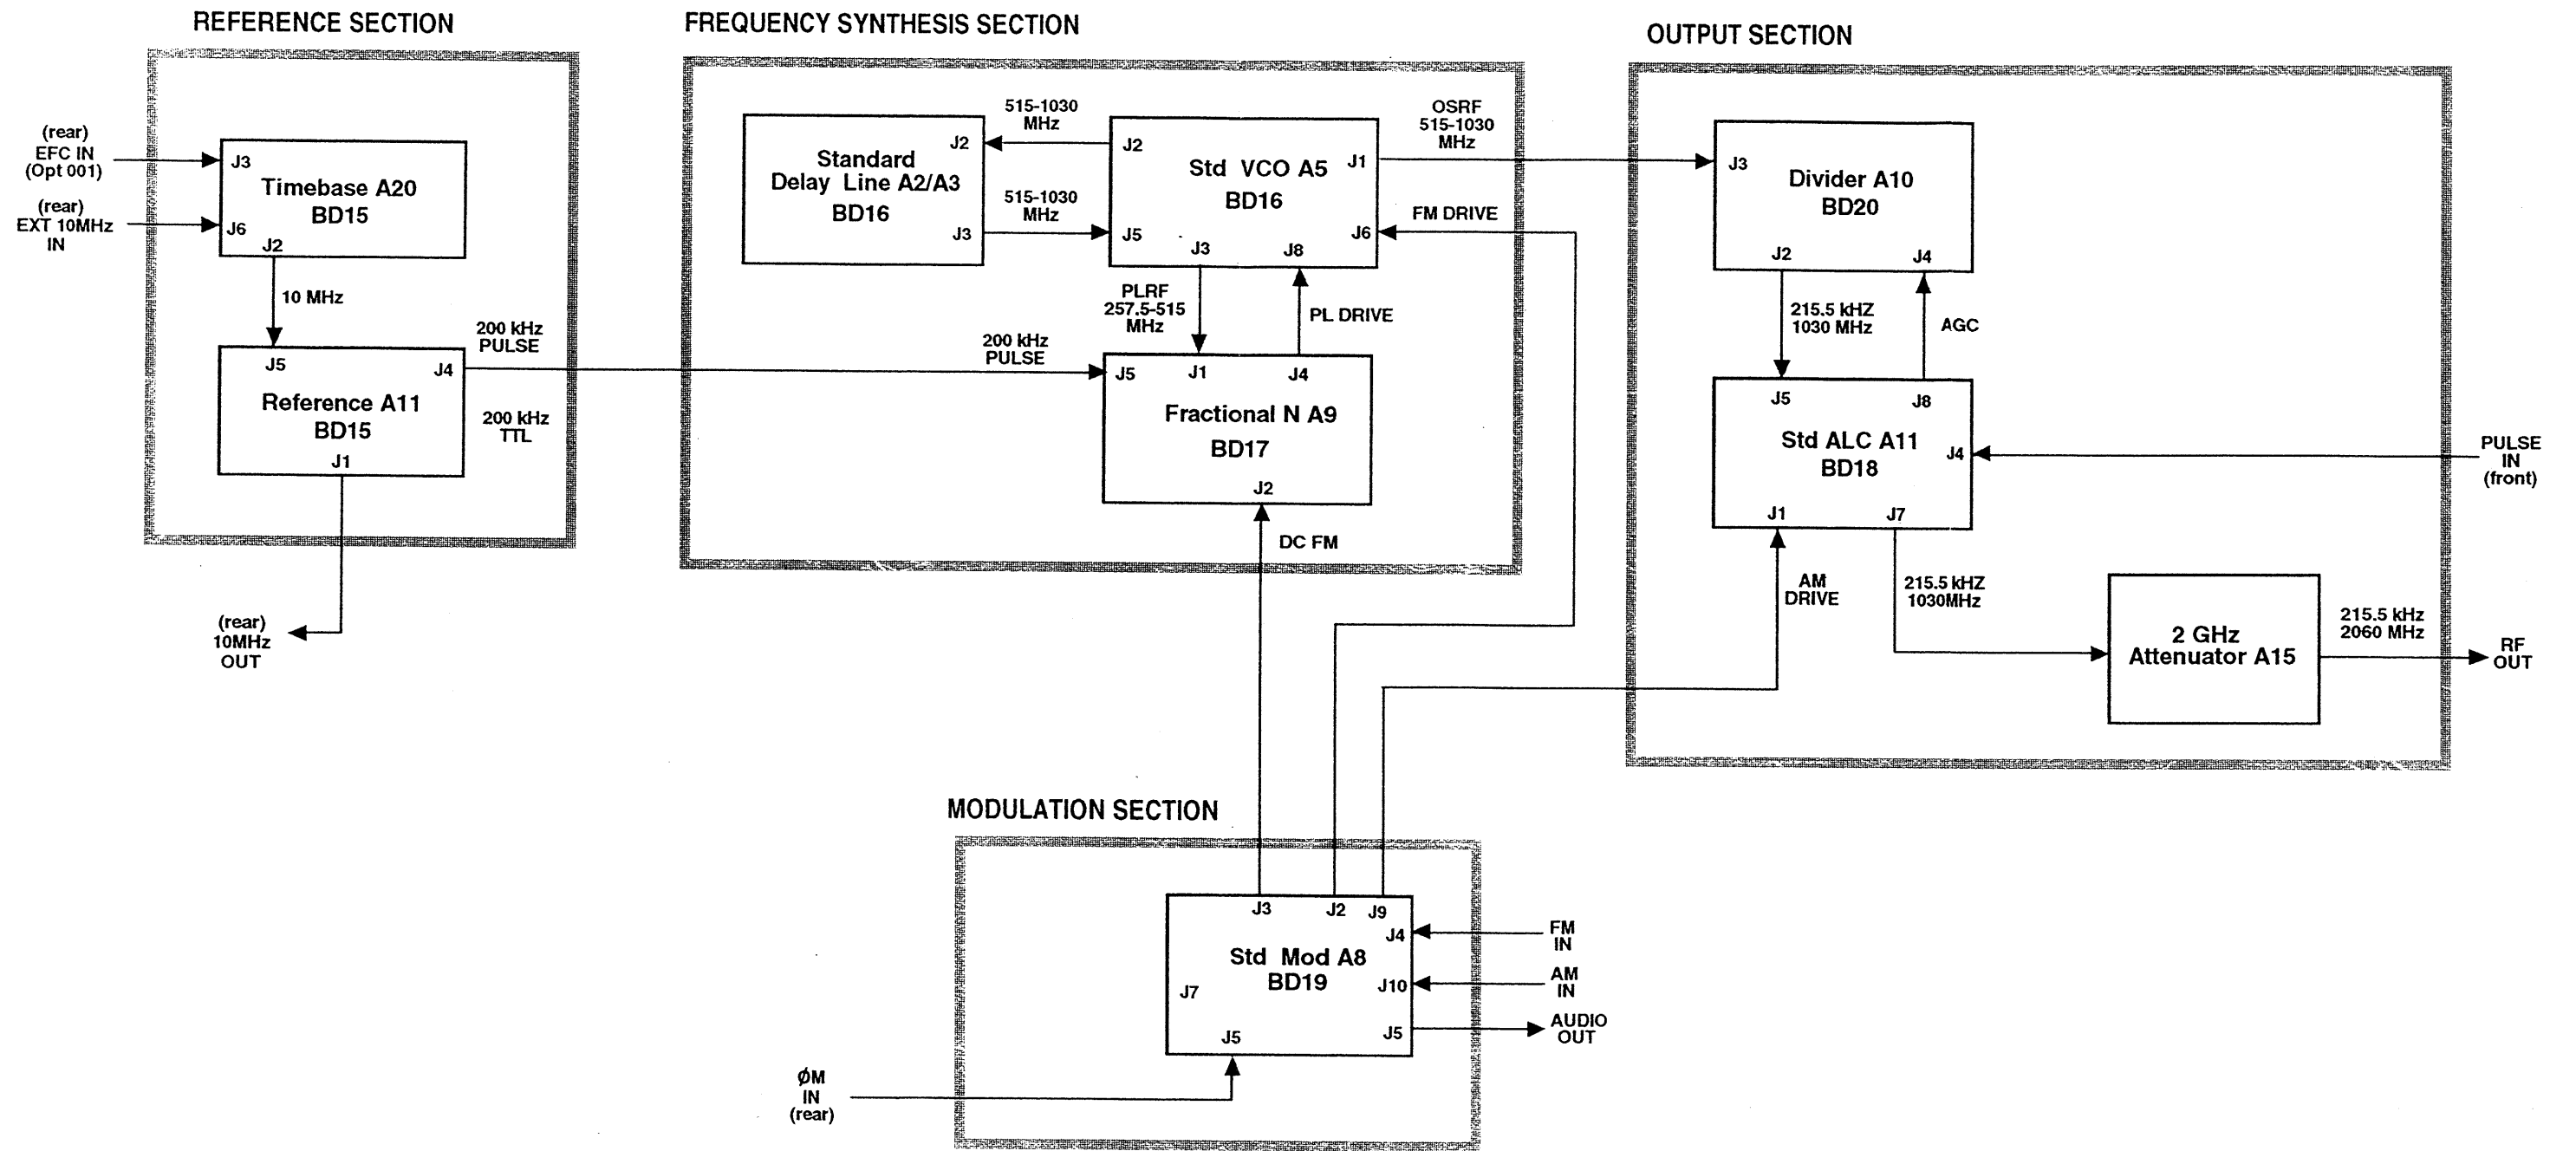 REFERENCE SECTION
(rear)
EFC IN
(Opt 001)
(rear)
EXT 10MHz
IN
J3
Timebase A20
BD15
J6
J2
10 MHz
J5
J4
Reference A11
BD15
J1
200 kHz
PULSE
200 kHz
TTL
(rear)
10MHz
OUT
FREQUENCY SYNTHESIS SECTION
J2
Standard
Delay Line A2/A3
BD16
J3
515-1030
MHz
515-1030
MHz
J2
J1
Std VCO A5
BD16
J5
J6
J3
J8
OSRF
515-1030
MHz
FM DRIVE
PLRF
257.5-515
MHz
PL DRIVE
200 kHz
PULSE
J5
J1
J4
Fractional N A9
BD17
J2
DC FM
OUTPUT SECTION
J3
Divider A10
BD20
J2
J4
215.5 kHZ
1030 MHz
AGC
J5
J8
Std ALC A11
BD18
J4
J1
J7
PULSE
IN
(front)
AM
DRIVE
215.5 kHZ
1030MHz
2 GHz
Attenuator A15
215.5 kHz
2060 MHz
RF
OUT
MODULATION SECTION
J3
J2
J9
J4
Std Mod A8
BD19
J7
J10
J5
J5
FM
IN
AM
IN
AUDIO
OUT
ØM
IN
(rear)